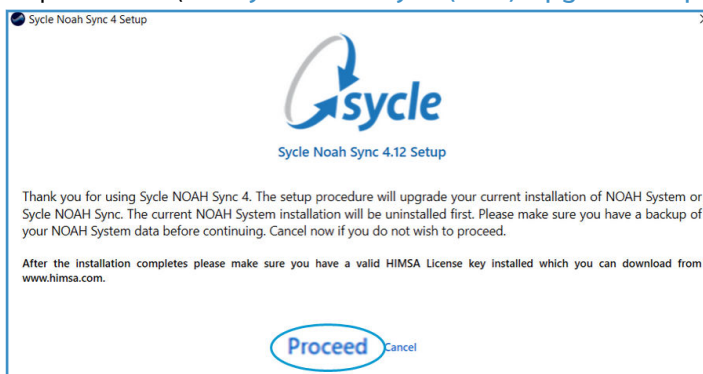 Sycle Noah Sync 4 Setup
sycle
Sycle Noah Sync 4.12 Setup
Thank you for using Sycle NOAH Sync 4. The setup procedure will upgrade your current installation of NOAH System or
Sycle NOAH Sync. The current NOAH System installation will be uninstalled first. Please make sure you have a backup of
your NOAH System data before continuing. Cancel now if you do not wish to proceed.
After the installation completes please make sure you have a valid HIMSA License key installed which you can download from
www.himsa.com.
Proceed Cancel